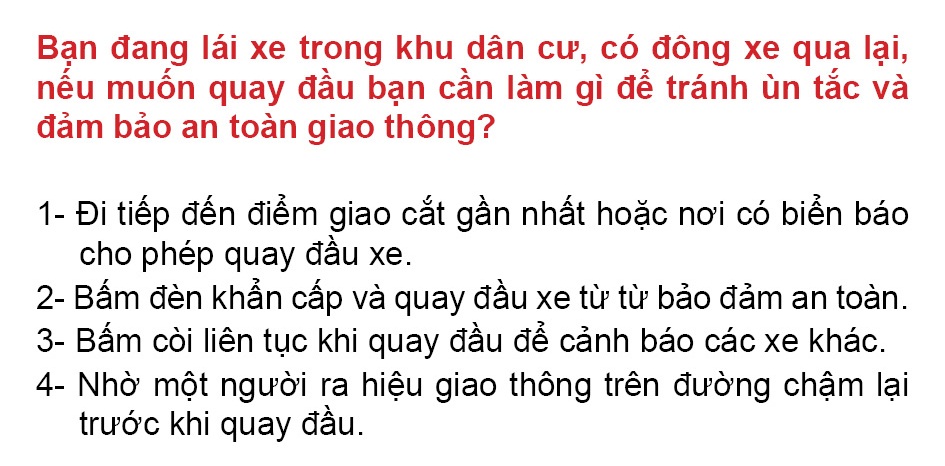 Bạn đang lái xe trong khu dân cư, có đông xe qua lại,
nếu muốn quay đầu bạn cần làm gì để tránh ùn tắc và
đảm bảo an toàn giao thông?
1- Đi tiếp đến điểm giao cắt gần nhất hoặc nơi có biển báo
cho phép quay đầu xe.
2- Bấm đèn khẩn cấp và quay đầu xe từ từ bảo đảm an toàn.
3- Bấm còi liên tục khi quay đầu để cảnh báo các xe khác.
4- Nhờ một người ra hiệu giao thông trên đường chậm lại
trước khi quay đầu.